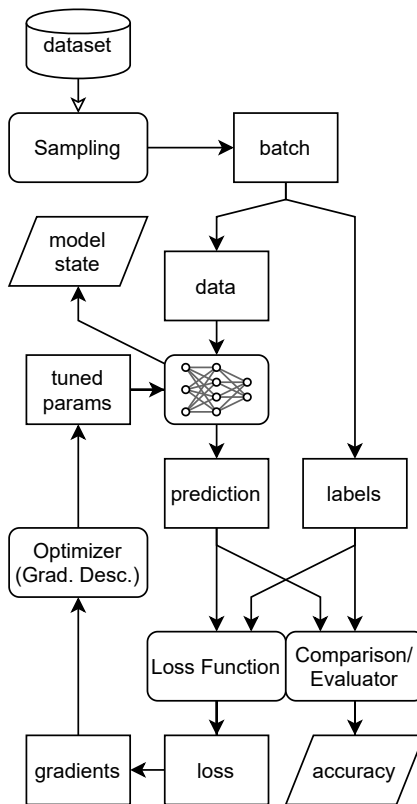 dataset
Sampling
batch
model
state
data
tuned
params
prediction
labels
Optimizer
(Grad. Desc.)
Loss Function
Comparison/
Evaluator
gradients
loss
accuracy